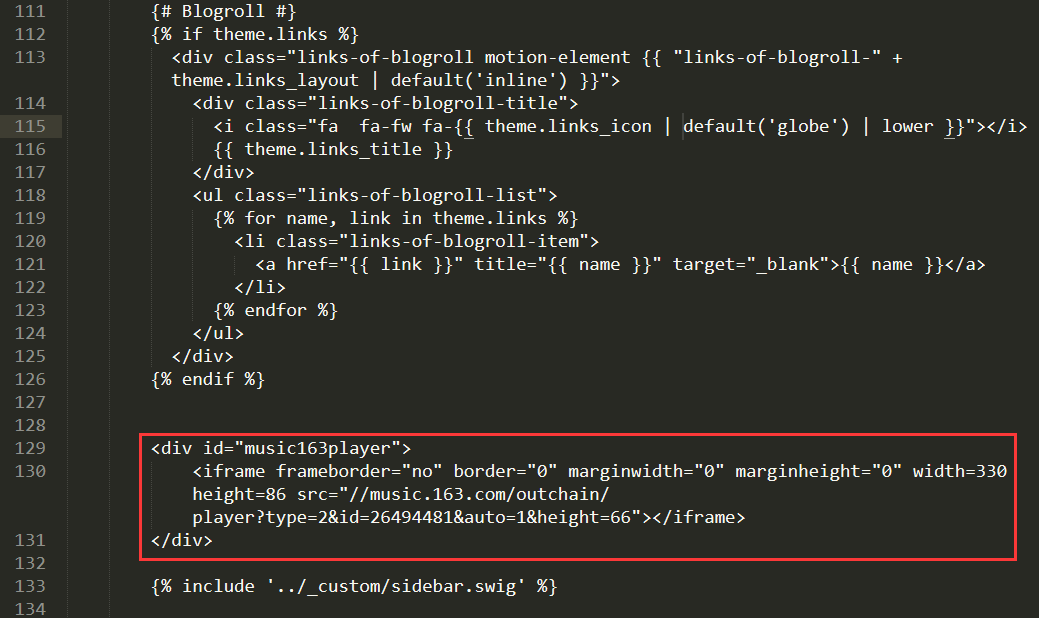 111 {# Blogroll #}
112 {% if theme.links %}
113 <div class="links-of-blogroll motion-element {{ "links-of-blogroll-" +
theme.links_layout | default('inline') }}">
114 <div class="links-of-blogroll-title">
115 <i class="fa  fa-fw fa-{{ theme.links_icon | default('globe') | lower }}"></i>
116 {{ theme.links_title }}
117 </div>
118 <ul class="links-of-blogroll-list">
119 {% for name, link in theme.links %}
120 <li class="links-of-blogroll-item">
121 <a href="{{ link }}" title="{{ name }}" target="_blank">{{ name }}</a>
122 </li>
123 {% endfor %}
124 </ul>
125 </div>
126 {% endif %}
127
128
129 <div id="music163player">
130 <iframe frameborder="no" border="0" marginwidth="0" marginheight="0" width=330
height=86 src="//music.163.com/outchain/
player?type=2&id=26494481&auto=1&height=66"></iframe>
131 </div>
132
133 {% include '../_custom/sidebar.swig' %}
134